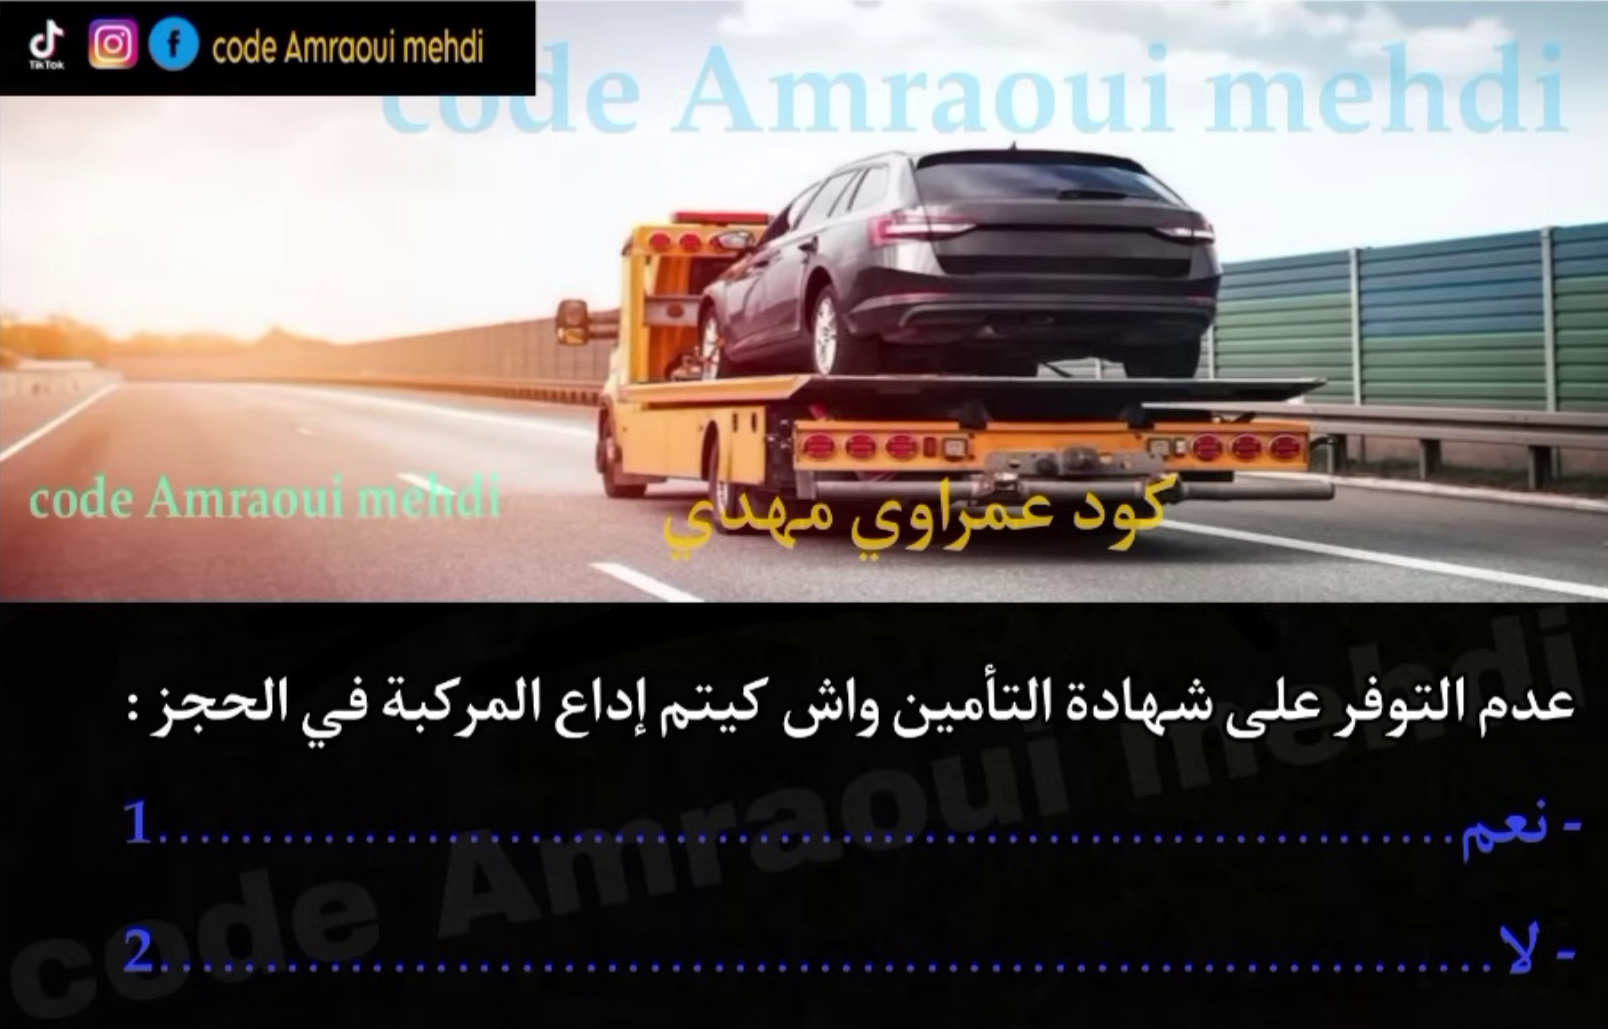 TikTok
code Amraoui mehdi
code Amraoui mehdi
code Amraoui mehdi
كود عمراوي مهدي
عدم التوفر على شهادة التأمين واش كيتم إداع المركبة في الحجز :
- نعم......................................................1
- لا......................................................2
code Amraoui mehdi